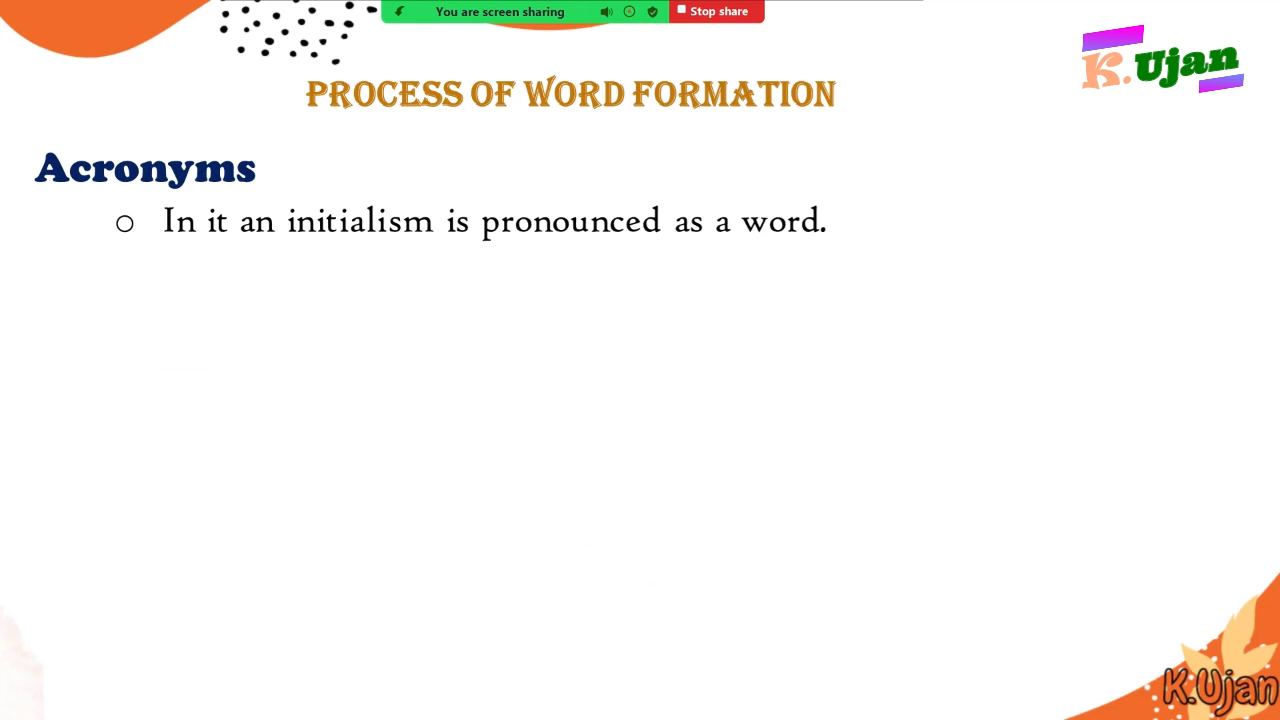 You are screen sharing
Stop share
K.Ujan
PROCESS OF WORD FORMATION
Acronyms
o In it an initialism is pronounced as a word.
K.Ujan